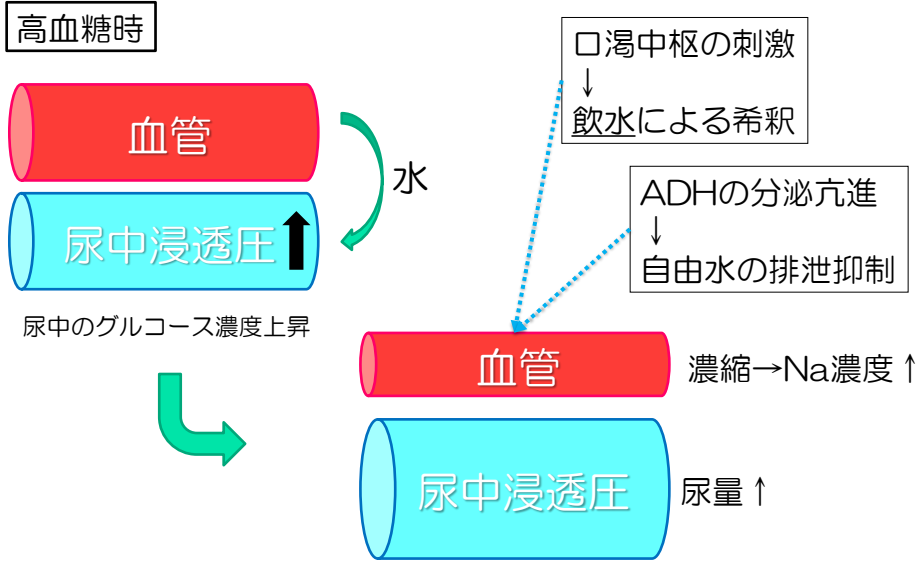 高血糖時
血管
水
尿中浸透圧
尿中のグルコース濃度上昇
口渇中枢の刺激
↓
飲水による希釈
ADHの分泌亢進
↓
自由水の排泄抑制
血管
濃縮→Na濃度↑
尿中浸透圧
尿量↑